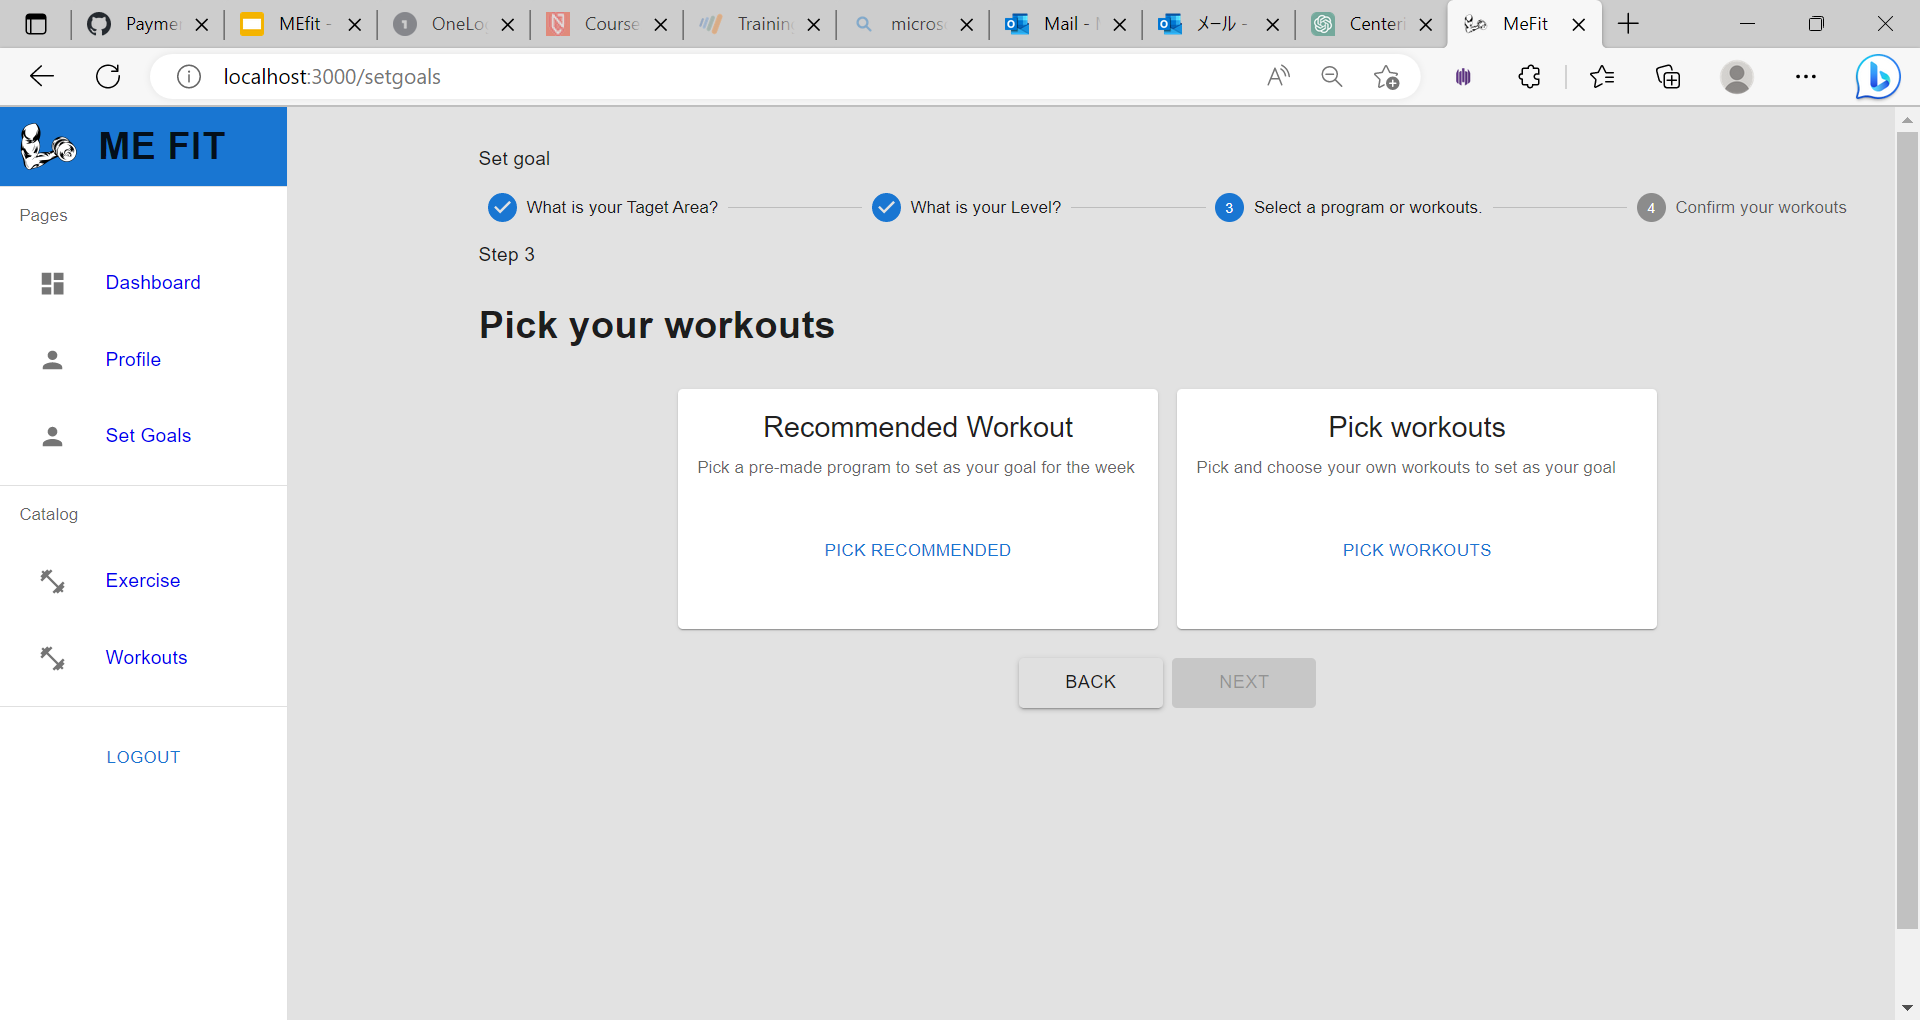 Payme
MEfit -
OneLo
Course
Training
micros
Mail -
メール -
Centeri
MeFit
localhost:3000/setgoals
ME FIT
Pages
Dashboard
Profile
Set Goals
Catalog
Exercise
Workouts
LOGOUT
Set goal
What is your Taget Area?
What is your Level?
3 Select a program or workouts.
4 Confirm your workouts
Step 3
Pick your workouts
Recommended Workout
Pick a pre-made program to set as your goal for the week
PICK RECOMMENDED
Pick workouts
Pick and choose your own workouts to set as your goal
PICK WORKOUTS
BACK
NEXT